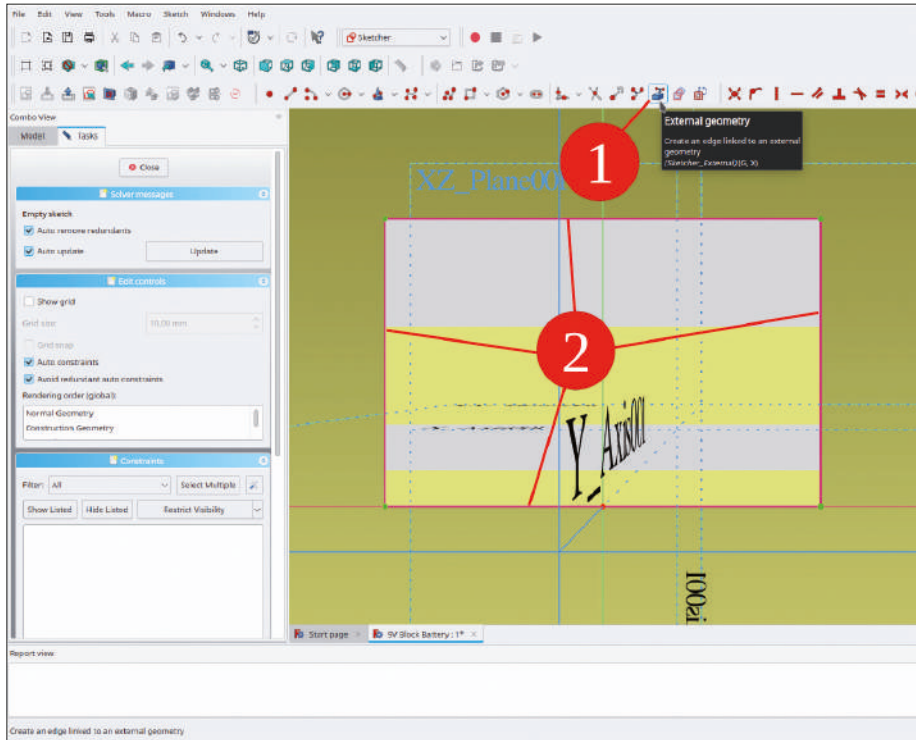 File Edit View Tools Macro Sketch Windows Help
Sketcher
Combo View
Model Tasks
Close
Solver messages
Empty sketch
Auto remove redundants
Auto update Update
Edit controls
Show grid
Grid size: 10,00 mm
Grid snap
Auto constraints
Avoid redundant auto constraints
Rendering order (global):
Normal Geometry
Construction Geometry
Constraints
Filter: All Select Multiple
Show Listed Hide Listed Restrict Visibility
External geometry
Create an edge linked to an external
geometry
1
XZ_Plane00
2
Y_Axis001
Start page
9V Block Battery : 1*
Report view
Create an edge linked to an external geometry